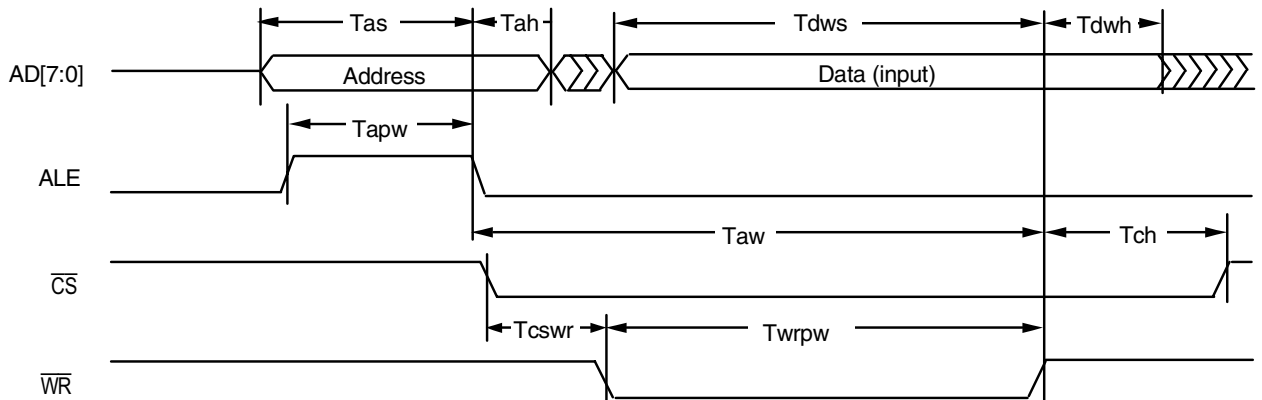 Tas Tah Tdws Tdwh
AD[7:0] Address Data (input)
Tapw
ALE
Taw Tch
CS
Tcswr Twrpw
WR